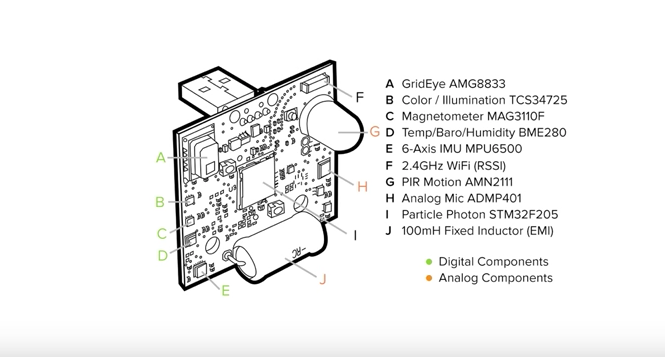 A GridEye AMG8833
B Color / Illumination TCS34725
C Magnetometer MAG3110F
D Temp/Baro/Humidity BME280
E 6-Axis IMU MPU6500
F 2.4GHz WiFi (RSSI)
G PIR Motion AMN2111
H Analog Mic ADMP401
I Particle Photon STM32F205
J 100mH Fixed Inductor (EMI)
Digital Components
Analog Components
F
A
G
H
B
C
I
D
E
J
~RC